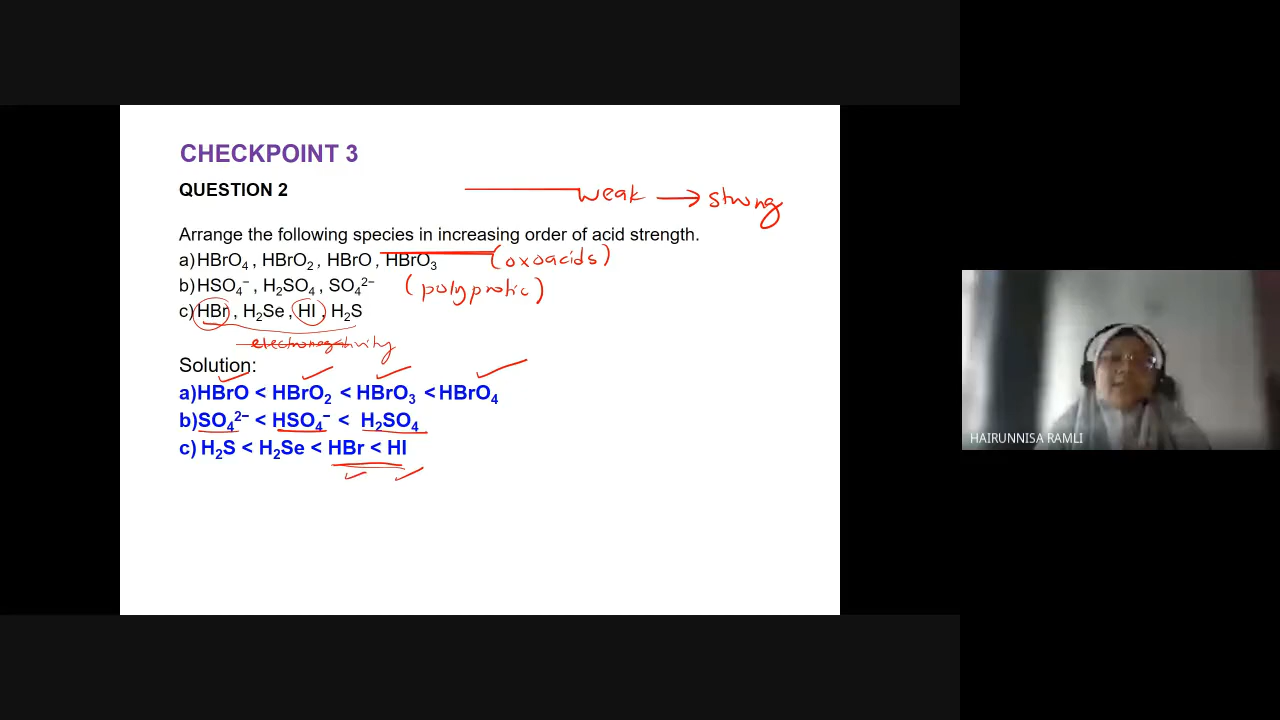 CHECKPOINT 3
QUESTION 2
weak → strong
Arrange the following species in increasing order of acid strength.
a) HBrO₄ , HBrO₂ , HBrO , HBrO₃ (oxoacids)
b) HSO₄⁻ , H₂SO₄ , SO₄²⁻ (polyprotic)
c) HBr , H₂Se , HI , H₂S
electronegativity
Solution:
a) HBrO < HBrO₂ < HBrO₃ < HBrO₄
b) SO₄²⁻ < HSO₄⁻ < H₂SO₄
c) H₂S < H₂Se < HBr < HI
HAIRUNNISA RAMLI